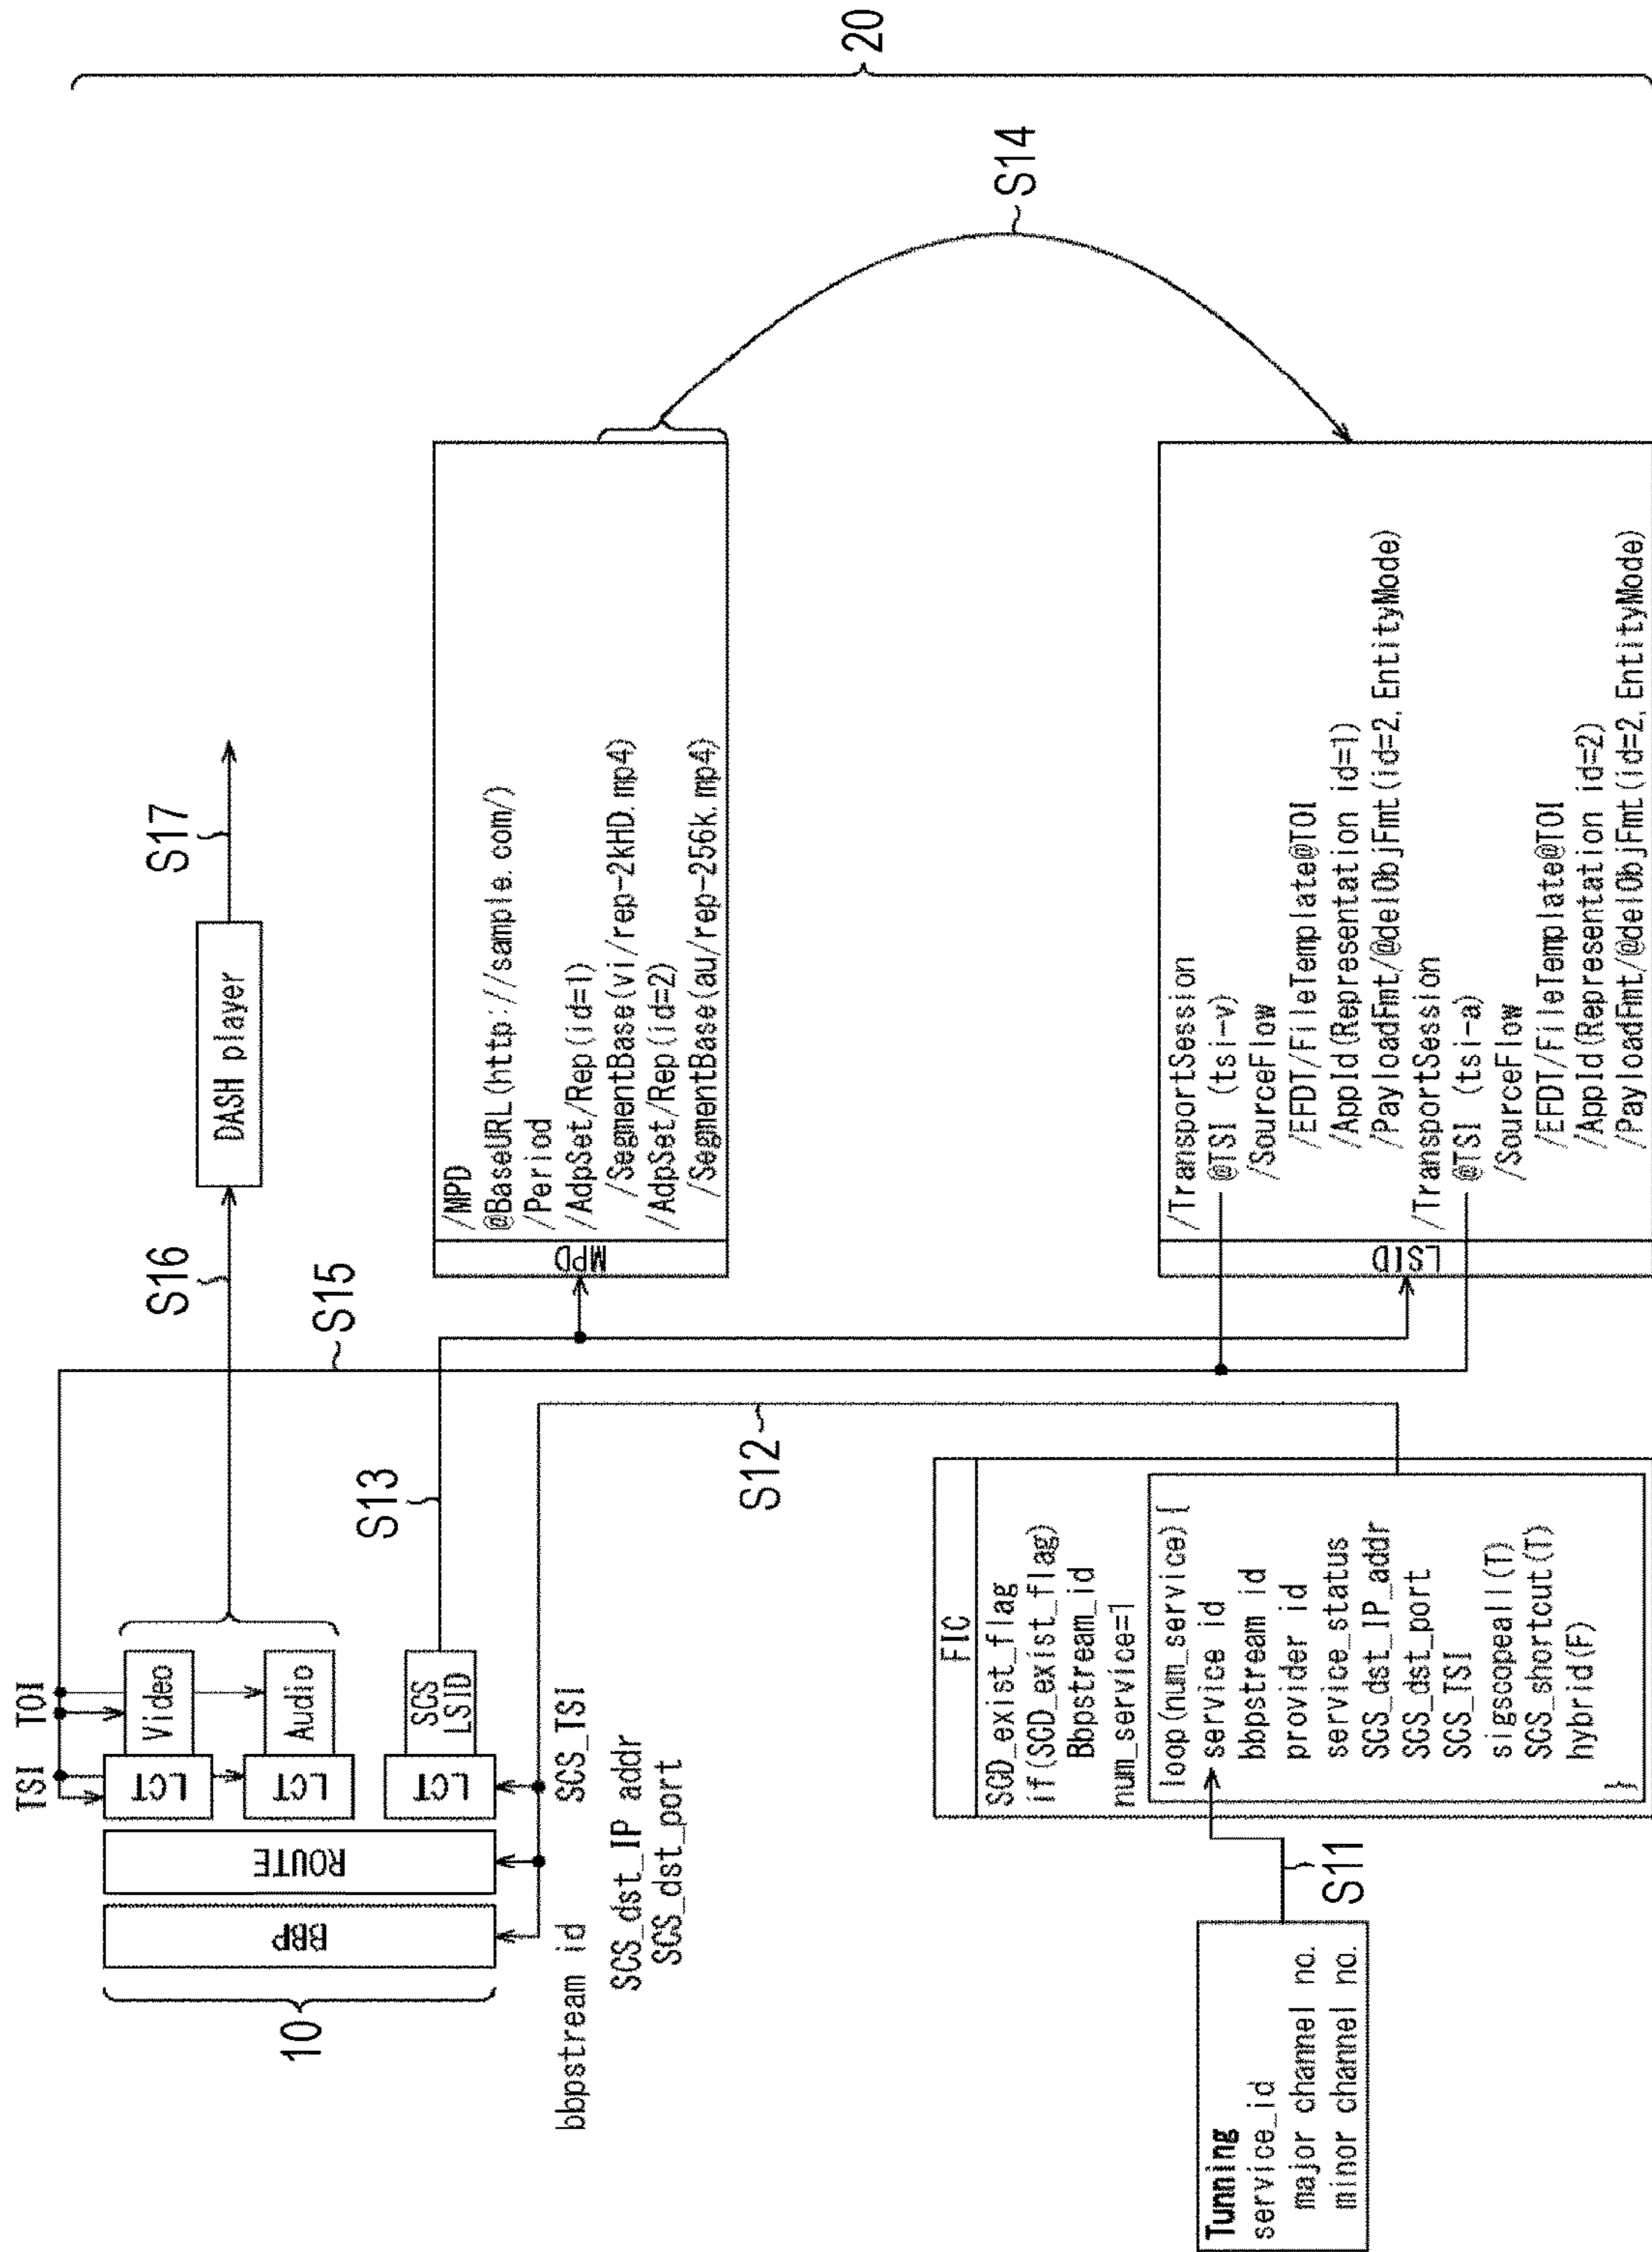 TSI
TOI
10
BBP
ROUTE
LCT
Video
LCT
Audio
LCT
SCS
LSID
bbpstream id
SCS_dst_IP addr
SCS_dst_port
SCS_TSI
S16
DASH player
S17
S15
S13
S12
20
MPD
/MPD
@BaseURL(http://sample.com/)
/Period
/AdpSet/Rep(id=1)
/SegmentBase(vi/rep-2kHD.mp4)
/AdpSet/Rep(id=2)
/SegmentBase(au/rep-256k.mp4)
S14
LSID
/TransportSession
@TSI (tsi-v)
/SourceFlow
/EFDT/FileTemplate@TOI
/AppId(Representation id=1)
/PayloadFmt/@delObjFmt(id=2, EntityMode)
/TransportSession
@TSI (tsi-a)
/SourceFlow
/EFDT/FileTemplate@TOI
/AppId(Representation id=2)
/PayloadFmt/@delObjFmt(id=2, EntityMode)
FIC
SGD_exist_flag
if(SGD_exist_flag)
Bbpstream_id
num_service=1
loop(num_service) {
service id
bbpstream id
provider id
service_status
SCS_dst_IP_addr
SCS_dst_port
SCS_TSI
sigscopeall(T)
SCS_shortcut(T)
hybrid(F)
}
S11
Tunning
service_id
major channel no.
minor channel no.